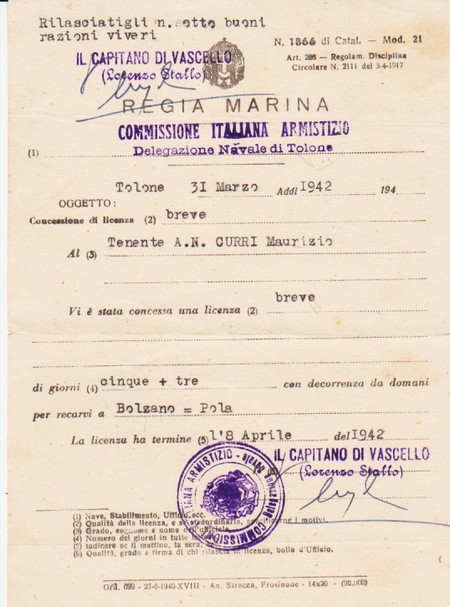 Rilasciatigli n. sotto buoni
razioni viveri
N. 1866 di Catal. - Mod. 21
IL CAPITANO DI VASCELLO
(Lorenzo Stallo)
Art. 286 - Regolam. Disciplina
Circolare N. 2111 del 3-4-1917
REGIA MARINA
COMMISSIONE ITALIANA ARMISTIZIO
(1) Delegazione Navale di Tolone
Tolone 31 Marzo Addì 1942 194
OGGETTO:
Concessione di licenza (2) breve
Al (3) Tenente A.N. CURRI Maurizio
Vi è stata concessa una licenza (2) breve
di giorni (4) cinque + tre con decorrenza da domani
per recarvi a Bolzano = Pola
La licenza ha termine (5) l'8 Aprile del 1942
IL CAPITANO DI VASCELLO
(Lorenzo Stallo)
(1) Nave, Stabilimento, Ufficio, ecc.
(2) Qualità della licenza, e se straordinaria, i motivi.
(3) Grado, cognome e nome
(4) Numero dei giorni in tutte lettere
(5) Indicare se il mattino, la sera,
(6) Qualità, grado e firma di chi rilascia la licenza, bollo d'Ufficio.
Ord. 699 - 27-6-1940-XVIII - An. Stracca, Frosinone - 14x20 -